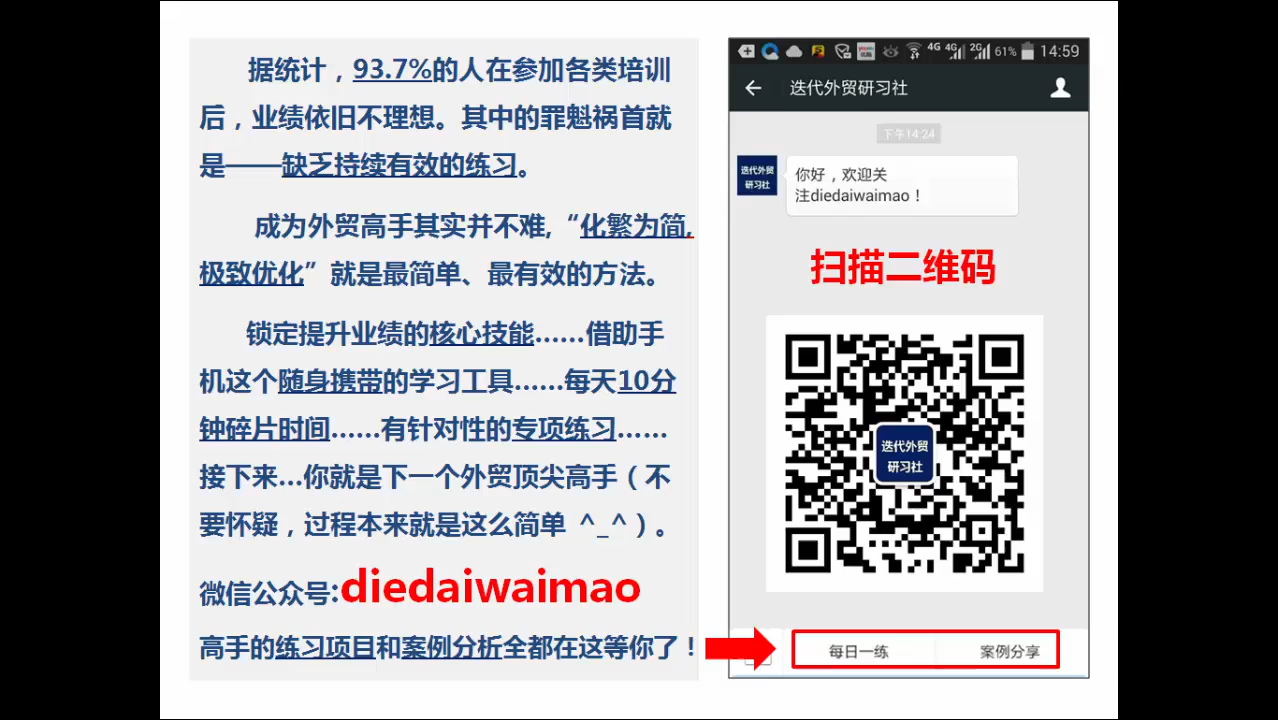 据统计，93.7%的人在参加各类培训
后，业绩依旧不理想。其中的罪魁祸首就
是——缺乏持续有效的练习。
成为外贸高手其实并不难,“化繁为简,
极致优化”就是最简单、最有效的方法。
锁定提升业绩的核心技能……借助手
机这个随身携带的学习工具……每天10分
钟碎片时间……有针对性的专项练习……
接下来...你就是下一个外贸顶尖高手（不
要怀疑，过程本来就是这么简单 ^_^）。
微信公众号:diedaiwaimao
高手的练习项目和案例分析全都在这等你了！
4G 4G 2G 61% 14:59
迭代外贸研习社
下午14:24
迭代外贸
研习社
你好，欢迎关
注diedaiwaimao！
扫描二维码
迭代外贸
研习社
每日一练 案例分享